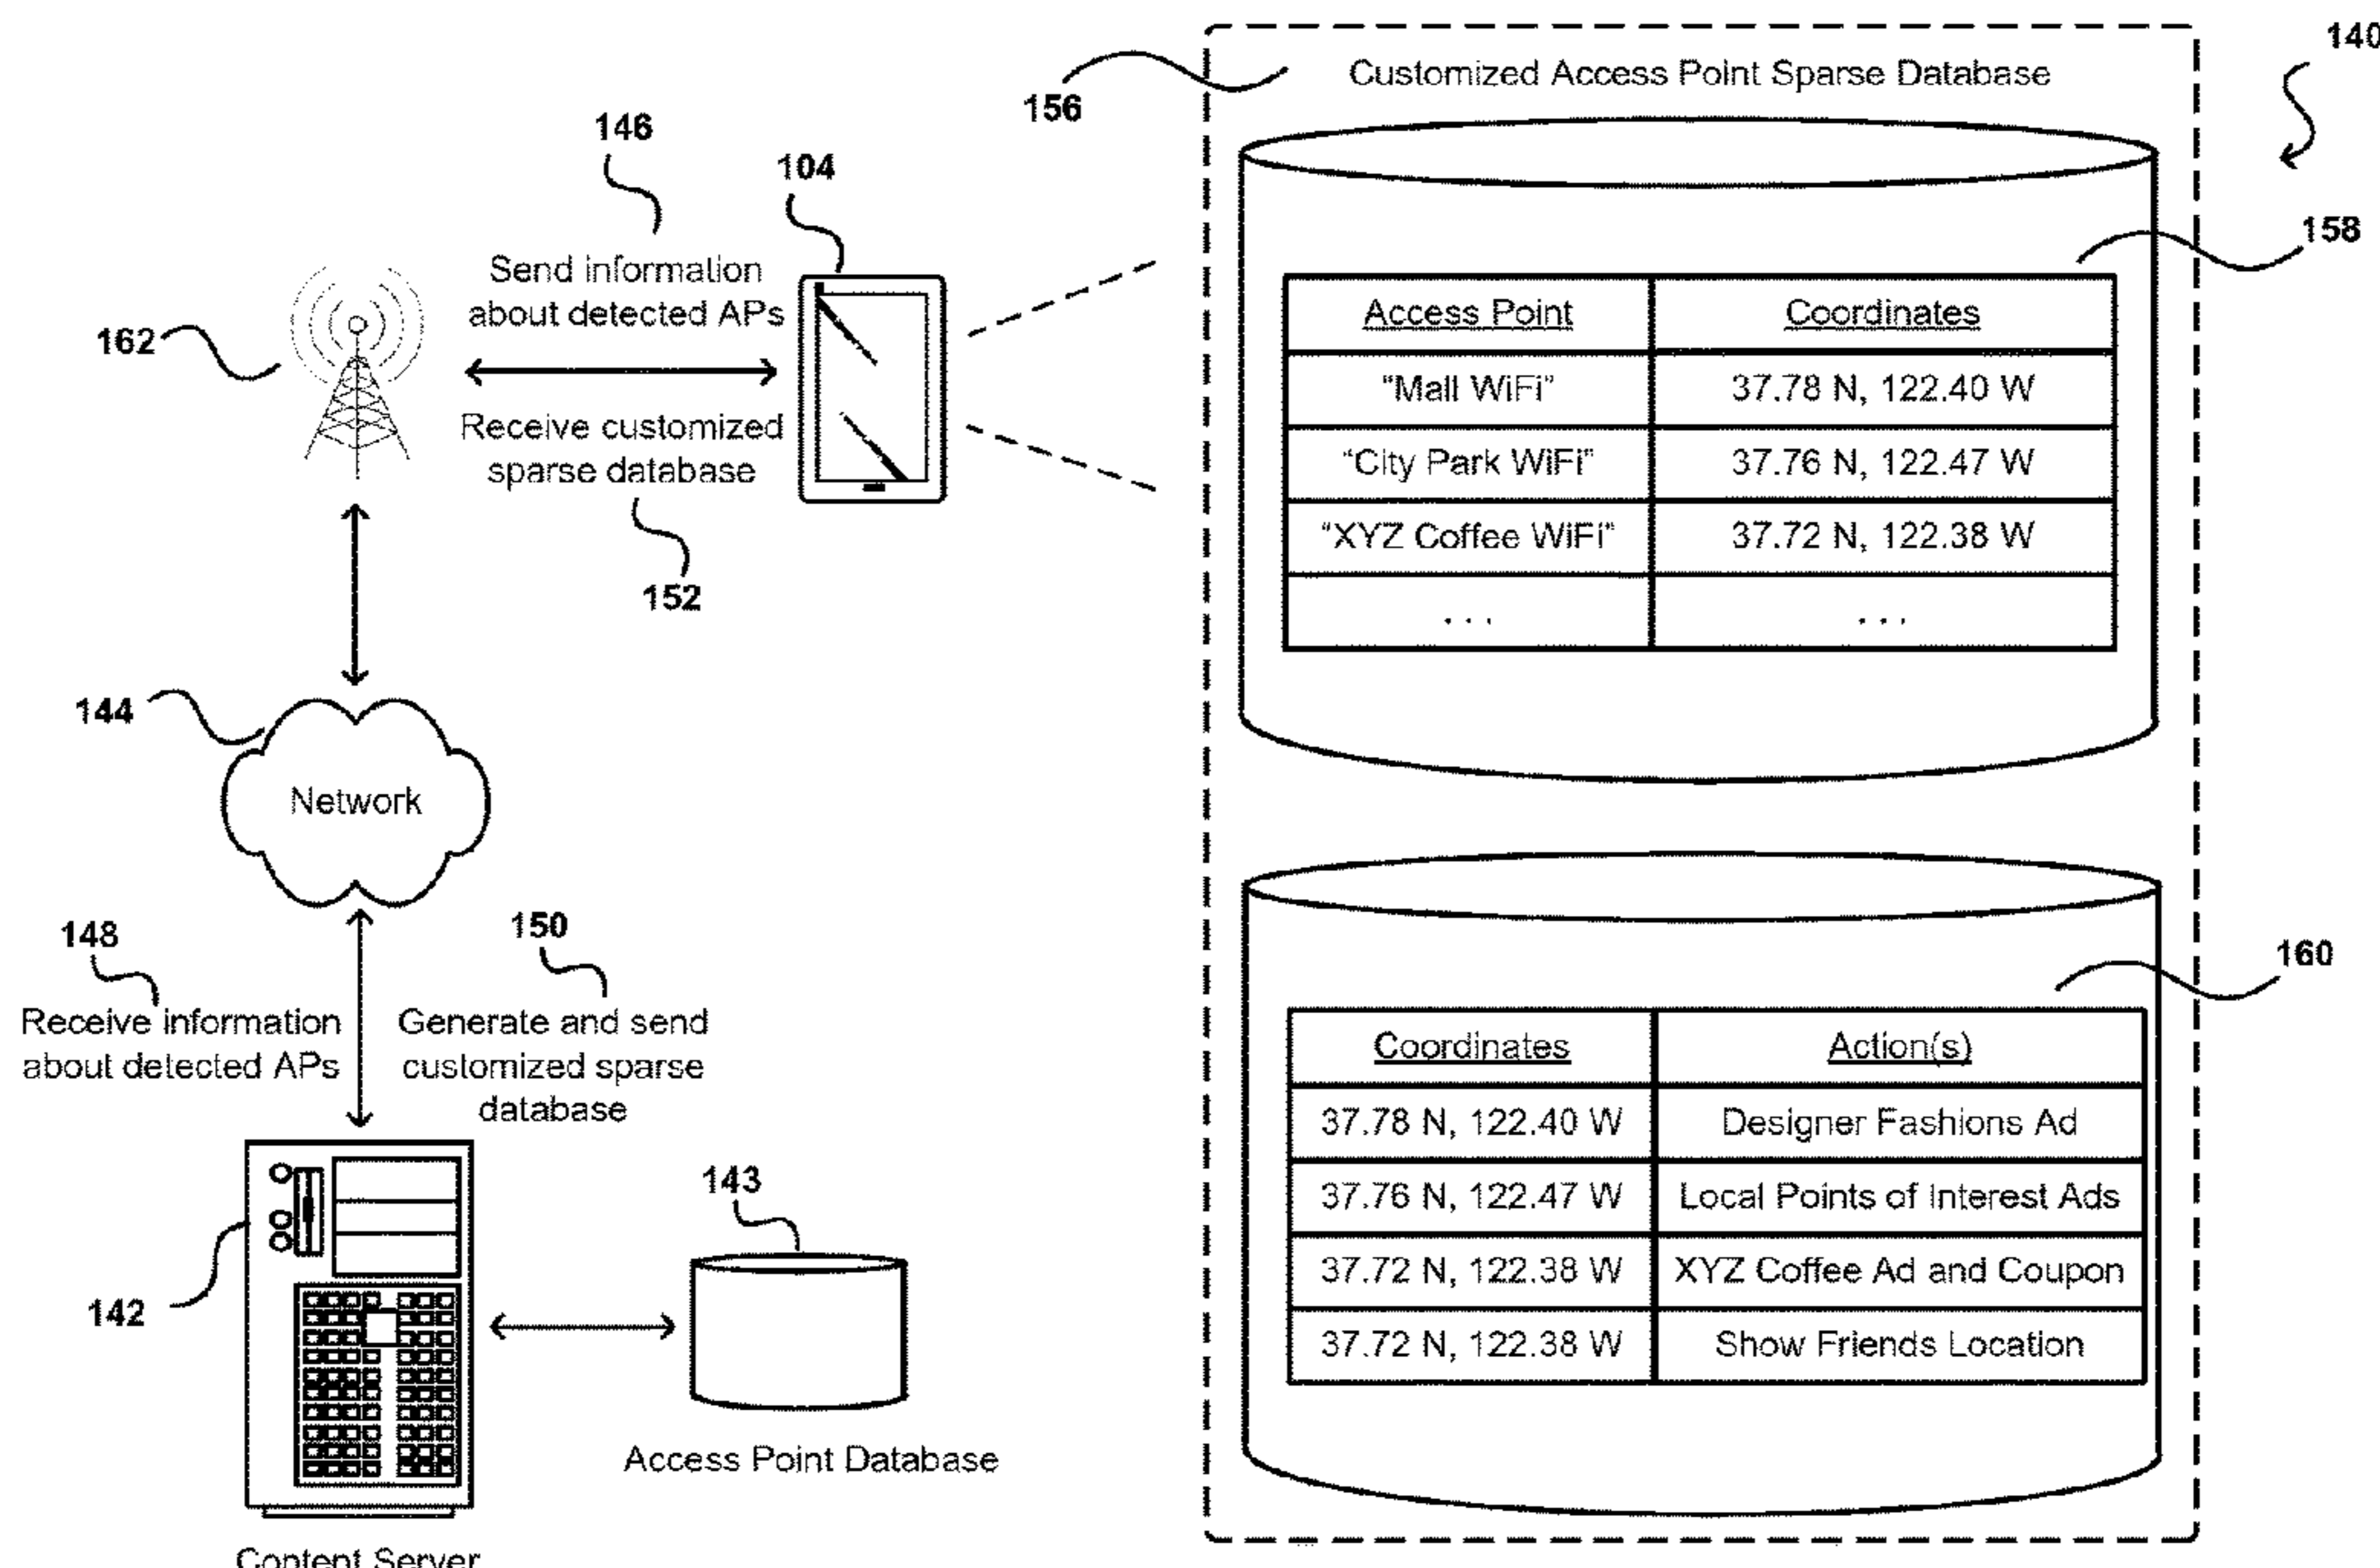 140
Customized Access Point Sparse Database
156
146
104
158
Send information
about detected APs
162
Receive customized
sparse database
152
Access Point
Coordinates
“Mall WiFi”
37.78 N, 122.40 W
“City Park WiFi”
37.76 N, 122.47 W
“XYZ Coffee WiFi”
37.72 N, 122.38 W
. . .
. . .
144
Network
148
150
Receive information
about detected APs
Generate and send
customized sparse
database
160
Coordinates
Action(s)
37.78 N, 122.40 W
Designer Fashions Ad
37.76 N, 122.47 W
Local Points of Interest Ads
37.72 N, 122.38 W
XYZ Coffee Ad and Coupon
37.72 N, 122.38 W
Show Friends Location
143
142
Access Point Database
Content Server